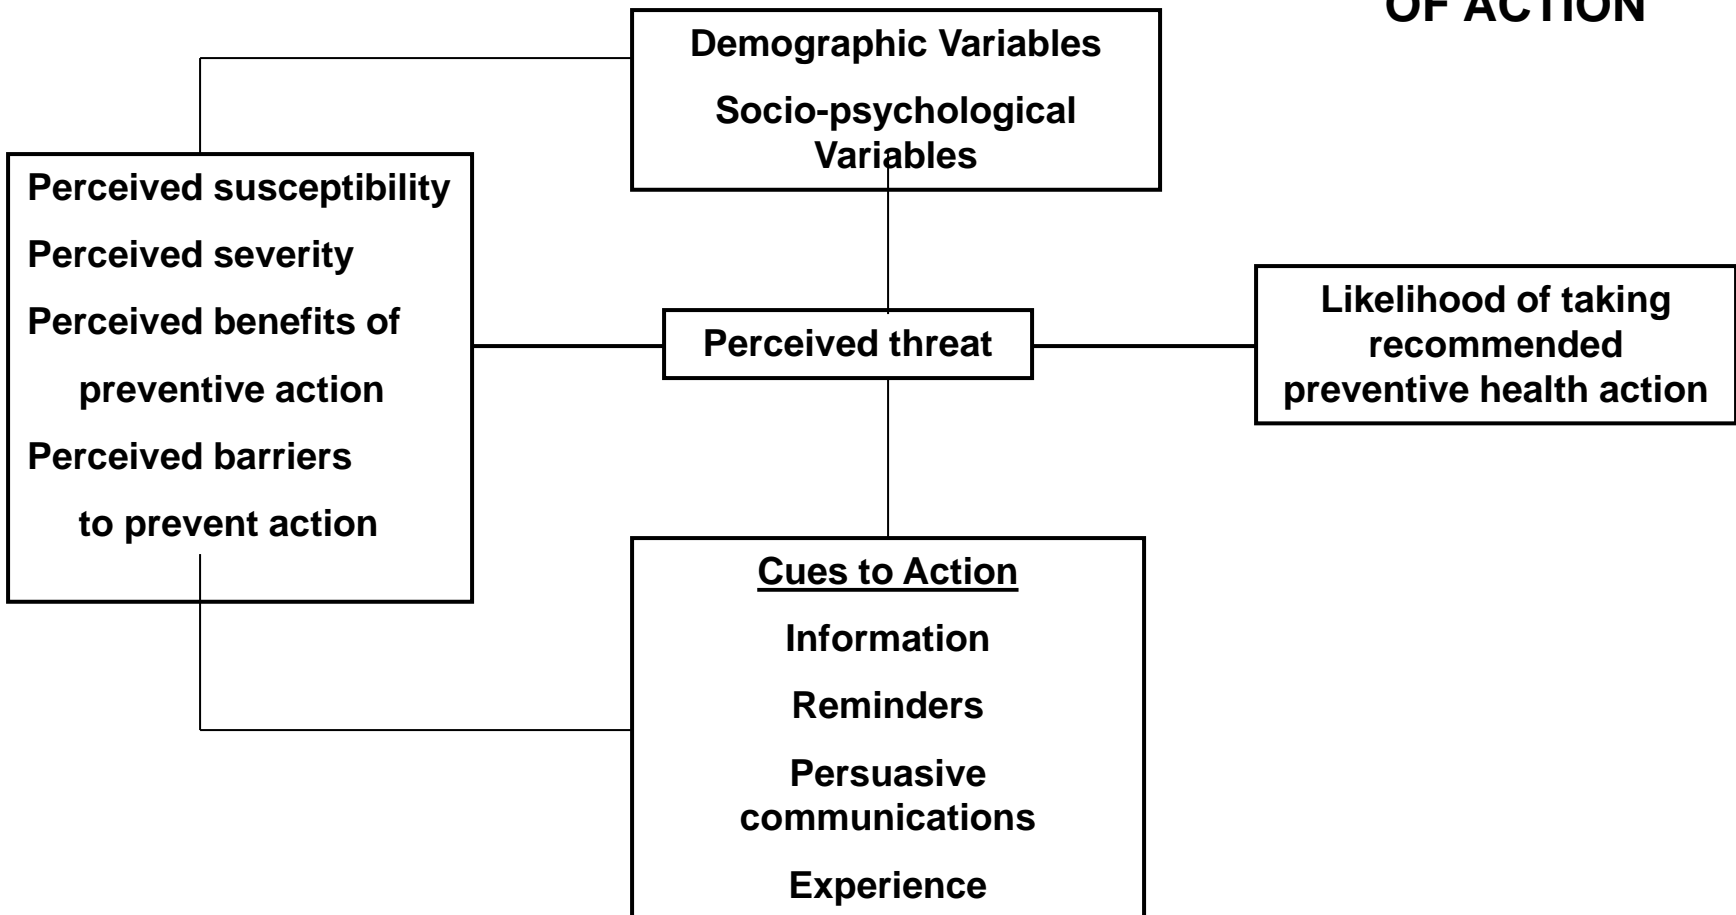 OF ACTION
Demographic Variables
Socio-psychological
Variables
Perceived susceptibility
Perceived severity
Perceived benefits of
preventive action
Perceived barriers
to prevent action
Perceived threat
Likelihood of taking
recommended
preventive health action
Cues to Action
Information
Reminders
Persuasive
communications
Experience